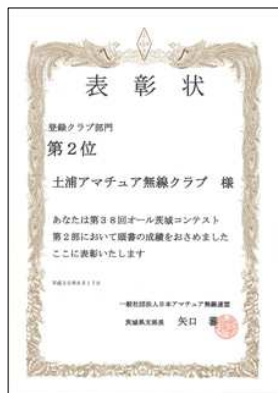 表彰状
登録クラブ部門
第2位
土浦アマチュア無線クラブ 様
あなたは第38回オール茨城コンテスト
第2部において頭書の成績をおさめました
ここに表彰いたします
一般社団法人日本アマチュア無線連盟
茨城県支部長 矢口